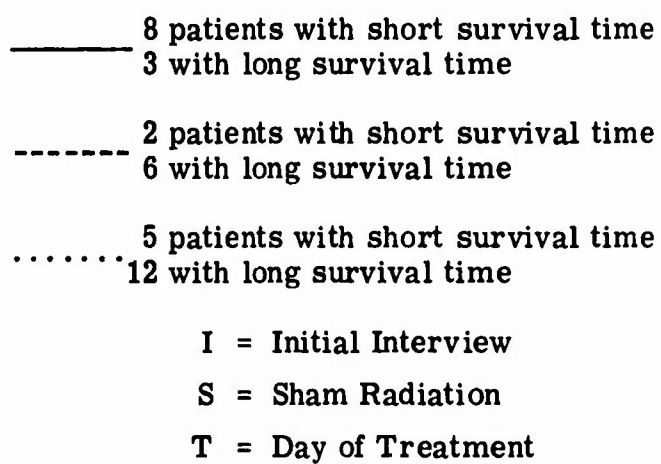 8 patients with short survival time
3 with long survival time
2 patients with short survival time
6 with long survival time
5 patients with short survival time
12 with long survival time
I = Initial Interview
S = Sham Radiation
T = Day of Treatment